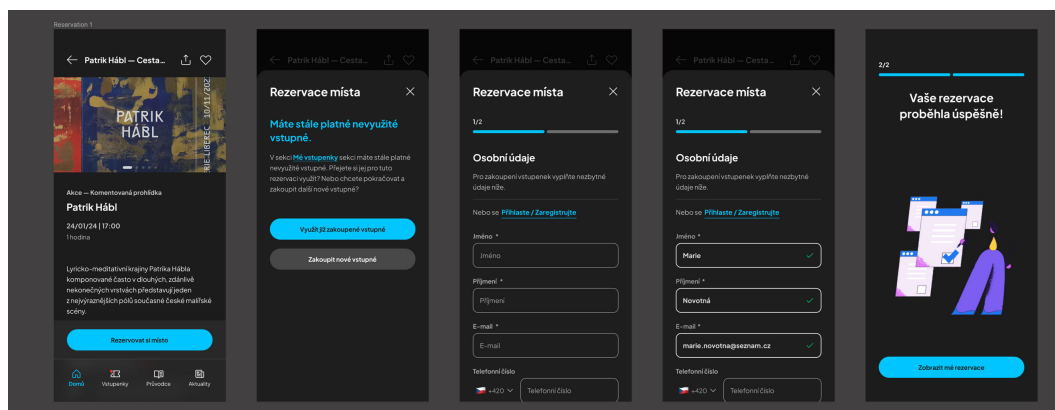 Reservation 1
Patrik Hábl — Cesta...
PATRIK
HÁBL
RIE LIBEREC 10/11/202
Akce — Komentovaná prohlídka
Patrik Hábl
24/01/24 | 17:00
1 hodina
Lyricko-meditativní krajiny Patrika Hábla
komponované často v dlouhých, zdánlivě
nekonečných vrstvách představují jeden
z nejvýraznějších pólů současné české malířské
scény.
Rezervovat si místo
Domů
Vstupenky
Průvodce
Aktuality
Patrik Hábl — Cesta...
Rezervace místa
Máte stále platné nevyužité
vstupné.
V sekci Mé vstupenky sekci máte stále platné
nevyužité vstupné. Přejete si jej pro tuto
rezervaci využít? Nebo chcete pokračovat a
zakoupit další nové vstupné?
Využít již zakoupené vstupné
Zakoupit nové vstupné
Patrik Hábl — Cesta...
Rezervace místa
1/2
Osobní údaje
Pro zakoupení vstupenek vyplňte nezbytné
údaje níže.
Nebo se Přihlaste / Zaregistrujte
Jméno *
Jméno
Příjmení *
Příjmení
E-mail *
E-mail
Telefonní číslo
+420
Telefonní číslo
Patrik Hábl — Cesta...
Rezervace místa
1/2
Osobní údaje
Pro zakoupení vstupenek vyplňte nezbytné
údaje níže.
Nebo se Přihlaste / Zaregistrujte
Jméno *
Marie
Příjmení *
Novotná
E-mail *
marie.novotna@seznam.cz
Telefonní číslo
+420
Telefonní číslo
2/2
Vaše rezervace
proběhla úspěšně!
Zobrazit mé rezervace